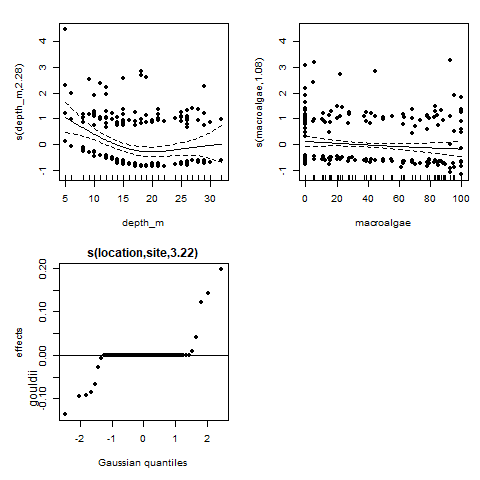 s(depth_m,2.28)
4
3
2
1
0
-1
5 10 15 20 25 30
depth_m
s(macroalgae,1.08)
4
3
2
1
0
-1
0 20 40 60 80 100
macroalgae
s(location,site,3.22)
gouldii
effects
0.20
0.00
-0.10
-2 -1 0 1 2
Gaussian quantiles